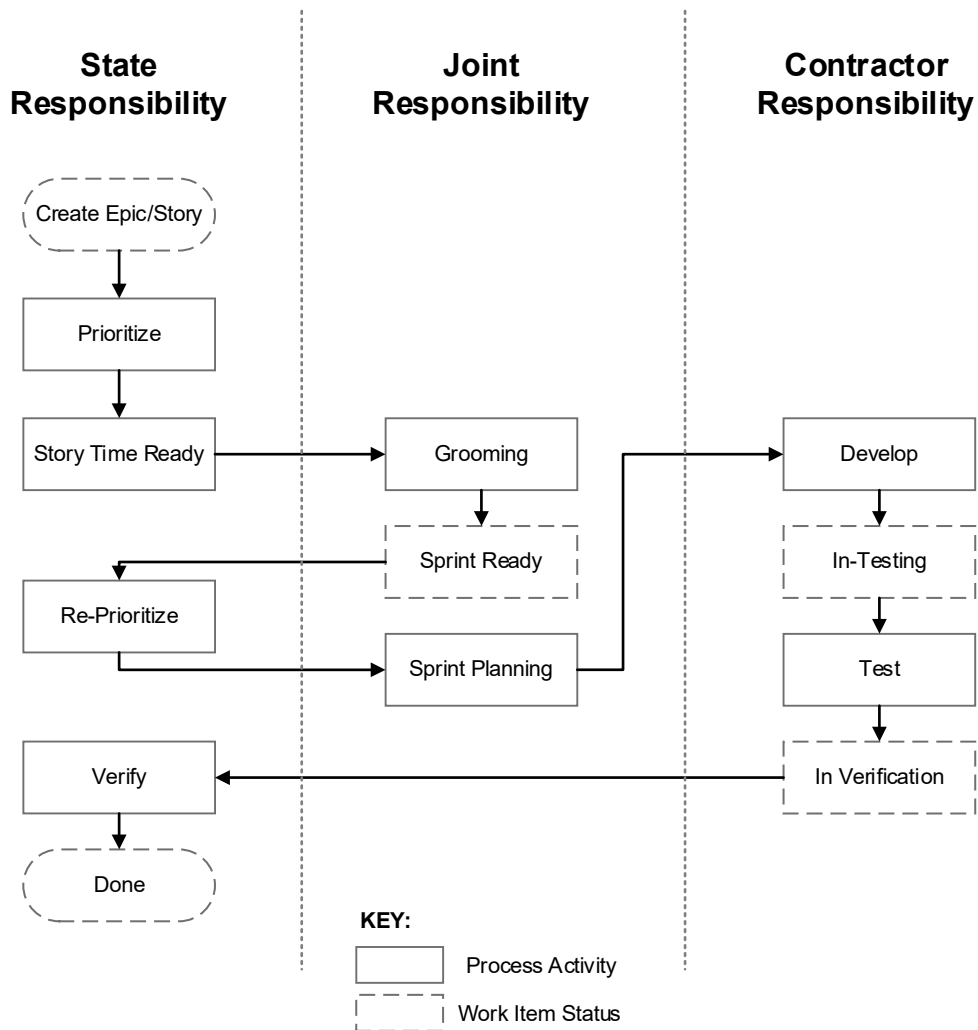 State
Responsibility
Joint
Responsibility
Contractor
Responsibility
Create Epic/Story
Prioritize
Story Time Ready
Grooming
Develop
Sprint Ready
In-Testing
Re-Prioritize
Sprint Planning
Test
Verify
In Verification
Done
KEY:
Process Activity
Work Item Status